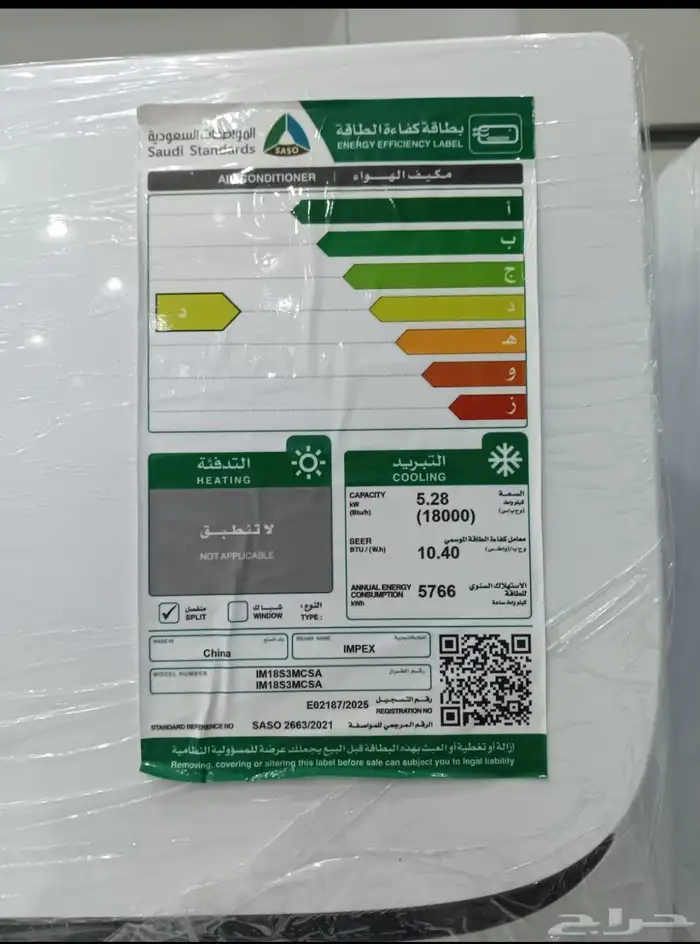 المواصفات السعودية
Saudi Standards
SASO
بطاقة كفاءة الطاقة
ENERGY EFFICIENCY LABEL
AIR CONDITIONER | مكيف الهواء
أ
ب
ج
د
د
هـ
و
ز
التدفئة
HEATING
لا تنطبق
NOT APPLICABLE
التبريد
COOLING
CAPACITY 5.28 السعة
kW كيلو واط
(Btu/h) (18000) (و.ح.ب/س)
SEER معامل كفاءة الطاقة الموسمي
BTU / (W.h) 10.40 و.ح.ب/(واط.س)
ANNUAL ENERGY CONSUMPTION 5766 الاستهلاك السنوي للطاقة
kWh كيلو واط ساعة
منفصل SPLIT
شباك WINDOW
النوع: TYPE:
MADE IN بلد الصنع
China
BRAND NAME العلامة التجارية
IMPEX
MODEL NUMBER رقم الطراز
IM18S3MCSA
IM18S3MCSA
E02187/2025 رقم التسجيل
REGISTRATION NO
STANDARD REFERENCE NO SASO 2663/2021 الرقم المرجعي للمواصفة
إزالة أو تغطية أو العبث بهذه البطاقة قبل البيع يجعلك عرضة للمسؤولية النظامية
Removing, covering or altering this label before sale can subject you to legal liability
حراج